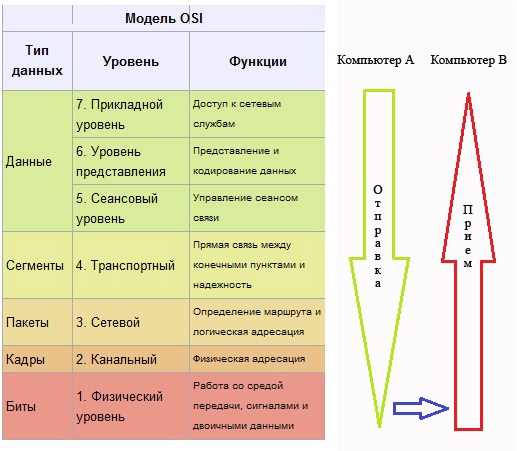 Модель OSI
Тип
данных
Уровень
Функции
Данные
7. Прикладной
уровень
Доступ к сетевым
службам
6. Уровень
представления
Представление и
кодирование данных
5. Сеансовый
уровень
Управление сеансом
связи
Сегменты
4. Транспортный
Прямая связь между
конечными пунктами и
надежность
Пакеты
3. Сетевой
Определение маршрута и
логическая адресация
Кадры
2. Канальный
Физическая адресация
Биты
1. Физический
уровень
Работа со средой
передачи, сигналами и
двоичными данными
Компьютер А
Компьютер В
Отправка
Прием